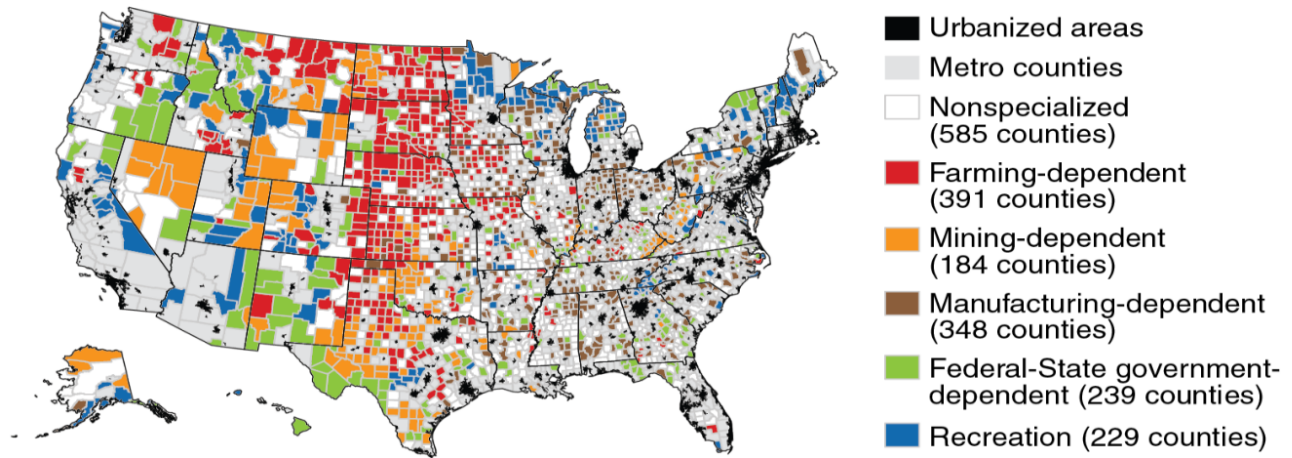 Urbanized areas
Metro counties
Nonspecialized
(585 counties)
Farming-dependent
(391 counties)
Mining-dependent
(184 counties)
Manufacturing-dependent
(348 counties)
Federal-State government-
dependent (239 counties)
Recreation (229 counties)